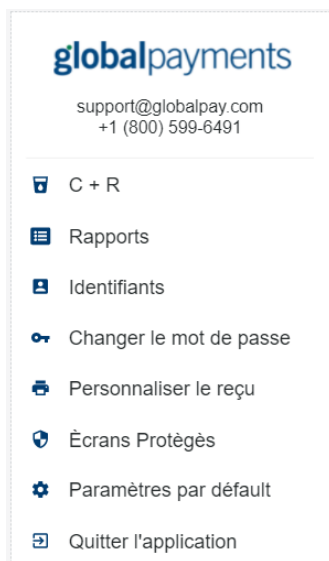 globalpayments
support@globalpay.com
+1 (800) 599-6491
C + R
Rapports
Identifiants
Changer le mot de passe
Personnaliser le reçu
Ècrans Protègès
Paramètres par défault
Quitter l'application